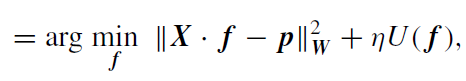 = arg min_f ‖X · f − p‖²_W + ηU(f),